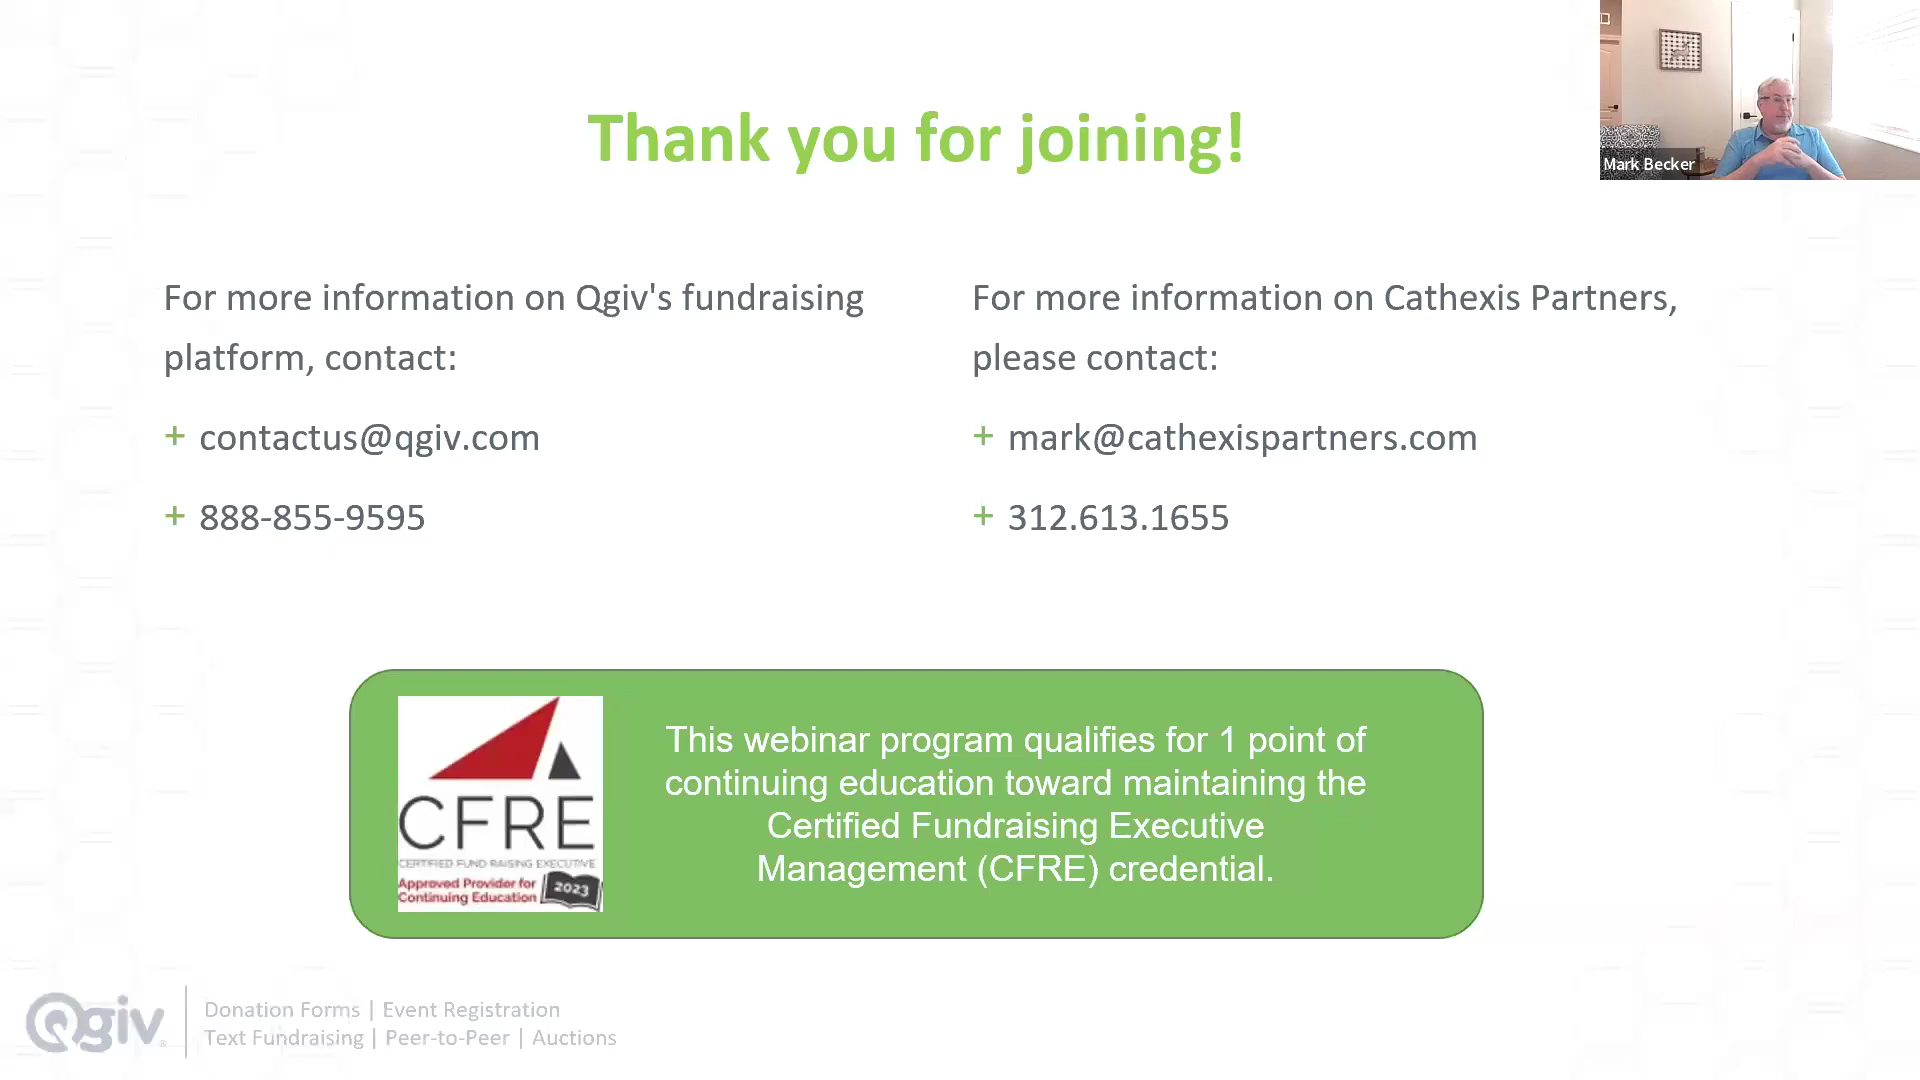 Thank you for joining!
Mark Becker
For more information on Qgiv's fundraising
platform, contact:
+ contactus@qgiv.com
+ 888-855-9595
For more information on Cathexis Partners,
please contact:
+ mark@cathexispartners.com
+ 312.613.1655
CFRE
CERTIFIED FUND RAISING EXECUTIVE
Approved Provider for
Continuing Education
2023
This webinar program qualifies for 1 point of
continuing education toward maintaining the
Certified Fundraising Executive
Management (CFRE) credential.
Qgiv
Donation Forms | Event Registration
Text Fundraising | Peer-to-Peer | Auctions